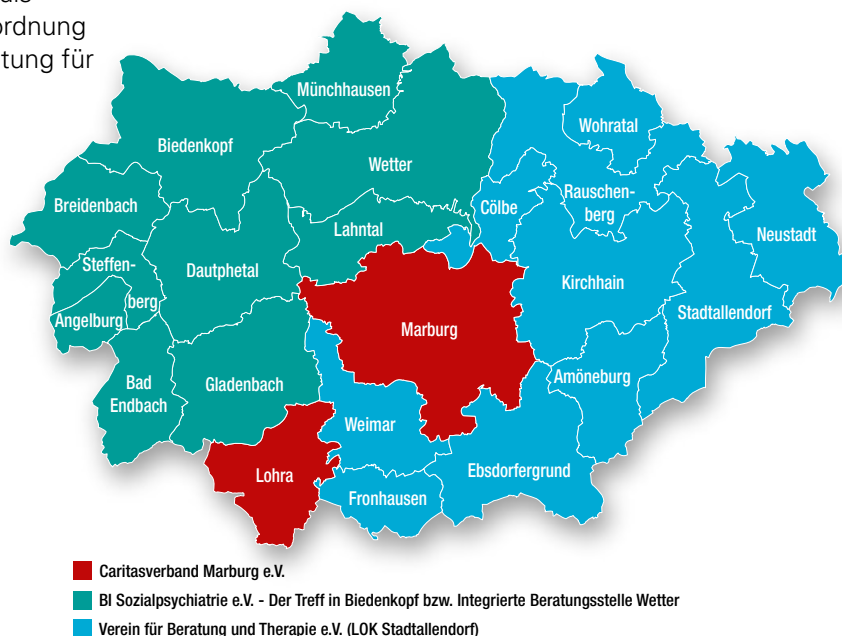 ordnung
tung für
Münchhausen
Wohratal
Biedenkopf
Wetter
Rauschen-
berg
Breidenbach
Cölbe
Lahntal
Neustadt
Steffen-
berg
Dautphetal
Kirchhain
Angelburg
Marburg
Stadtallendorf
Bad
Endbach
Gladenbach
Amöneburg
Weimar
Lohra
Ebsdorfergrund
Fronhausen
Caritasverband Marburg e.V.
BI Sozialpsychiatrie e.V. - Der Treff in Biedenkopf bzw. Integrierte Beratungsstelle Wetter
Verein für Beratung und Therapie e.V. (LOK Stadtallendorf)